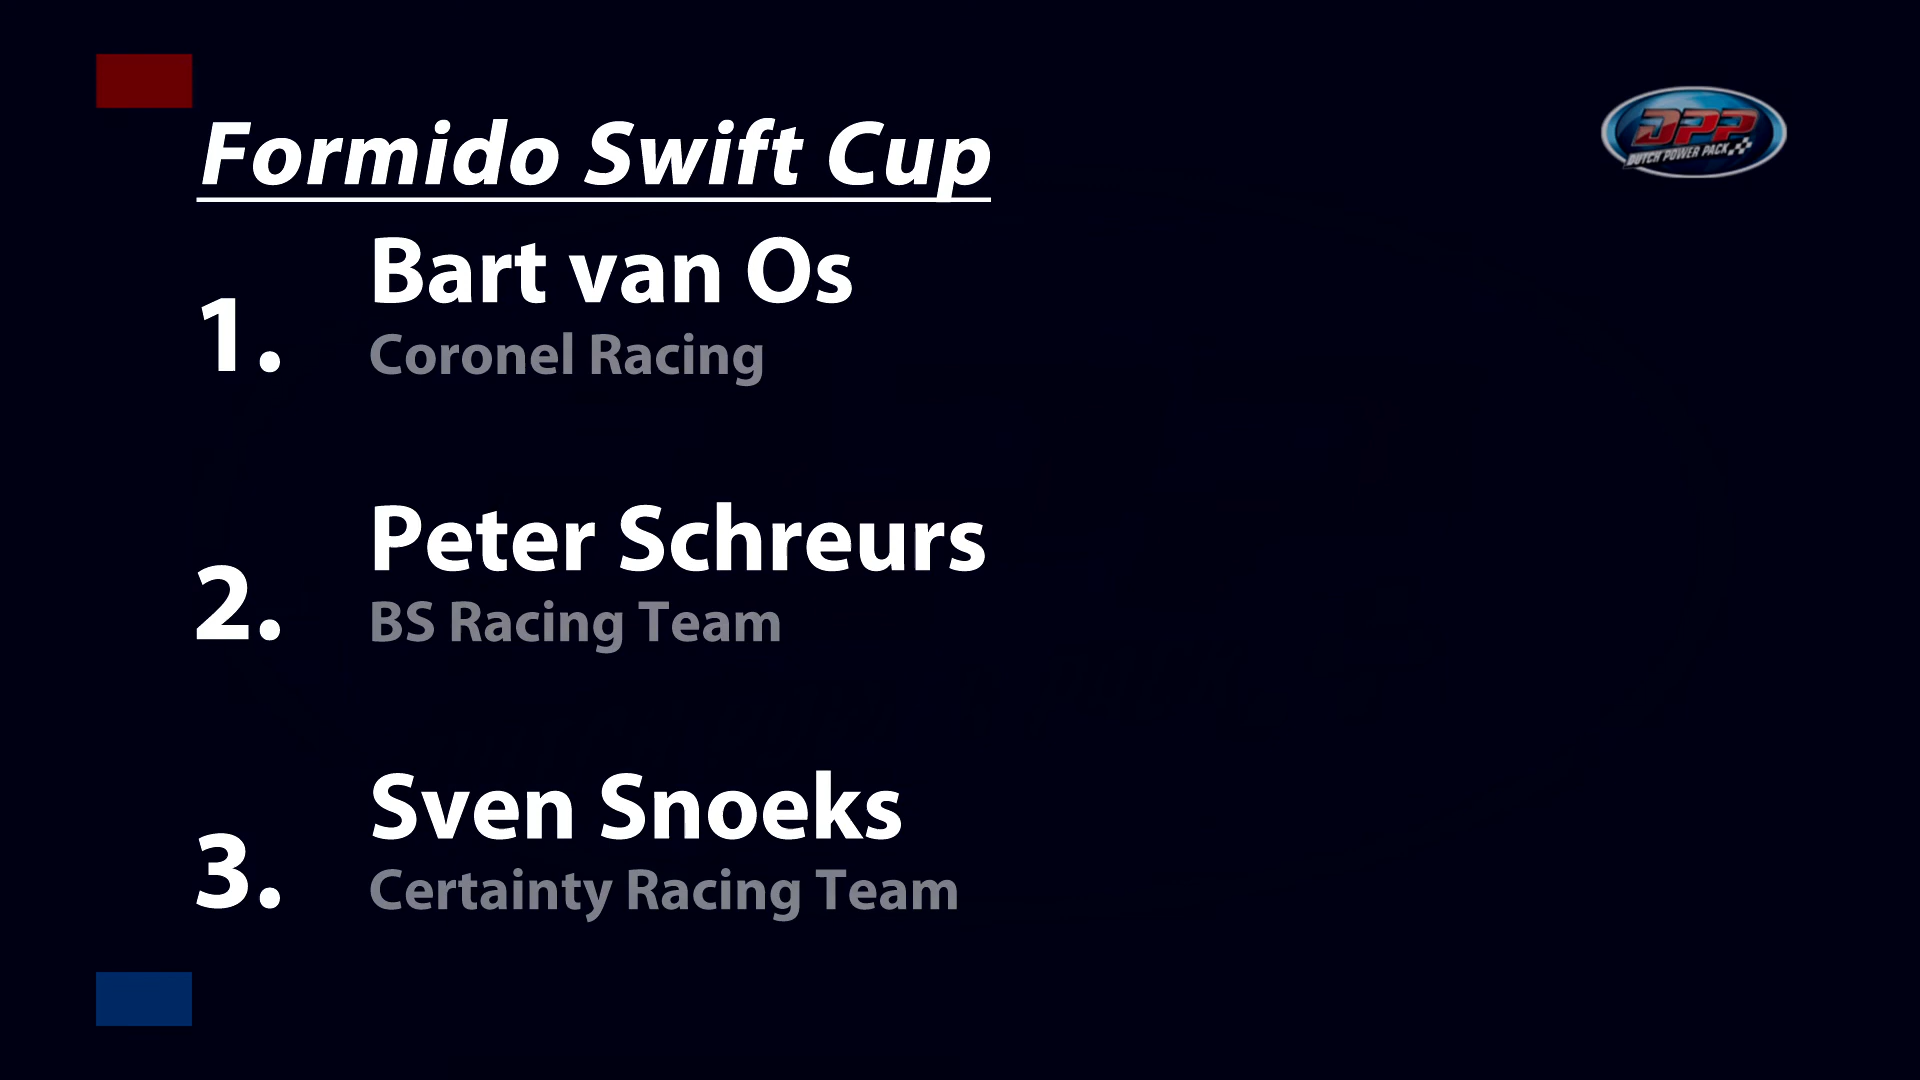 Formido Swift Cup
DPP
DUTCH POWER PACK
1.
Bart van Os
Coronel Racing
2.
Peter Schreurs
BS Racing Team
3.
Sven Snoeks
Certainty Racing Team